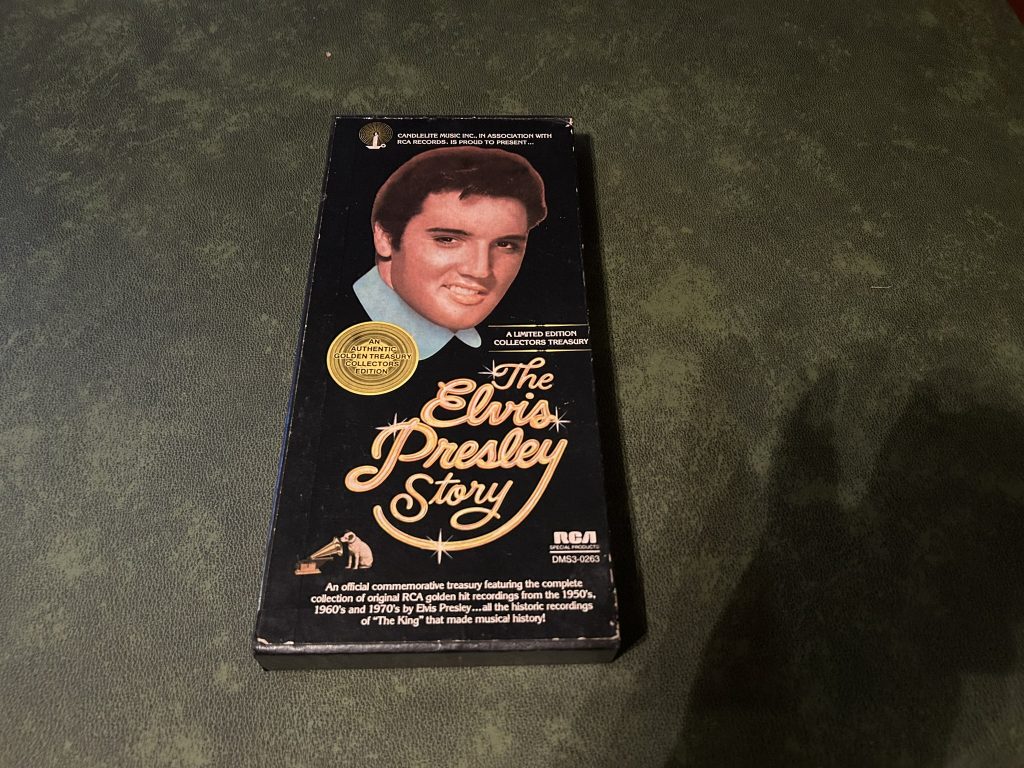 CANDLELITE MUSIC INC., IN ASSOCIATION WITH
RCA RECORDS, IS PROUD TO PRESENT...
A LIMITED EDITION
COLLECTORS TREASURY
AN
AUTHENTIC
GOLDEN TREASURY
COLLECTORS
EDITION
The
Elvis
Presley
Story
RCA
SPECIAL PRODUCTS
DMS3-0263
An official commemorative treasury featuring the complete
collection of original RCA golden hit recordings from the 1950's,
1960's and 1970's by Elvis Presley...all the historic recordings
of "The King" that made musical history!